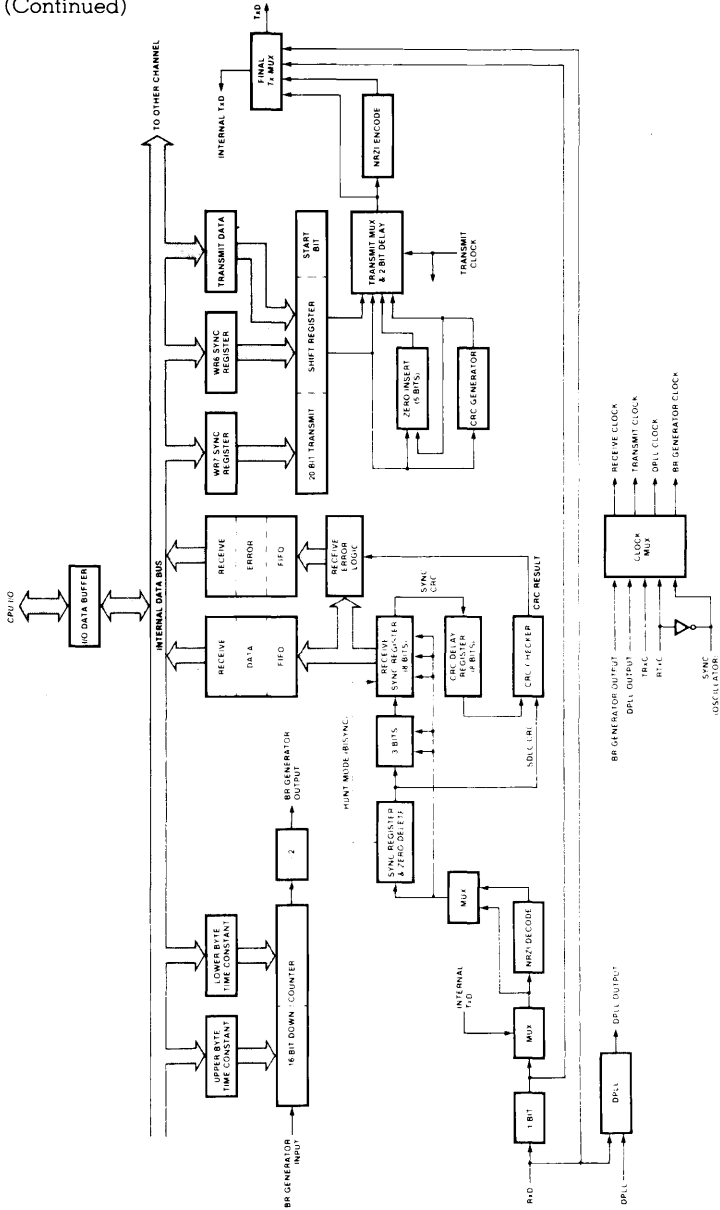 (Continued)
CPU I/O
I/O DATA BUFFER
INTERNAL DATA BUS
TO OTHER CHANNEL
UPPER BYTE
TIME CONSTANT
LOWER BYTE
TIME CONSTANT
BR GENERATOR
INPUT
16 BIT DOWN COUNTER
2
BR GENERATOR
OUTPUT
RECEIVE
DATA
FIFO
RECEIVE
ERROR
FIFO
RECEIVE
ERROR
LOGIC
WR7 SYNC
REGISTER
WR6 SYNC
REGISTER
TRANSMIT DATA
20 BIT TRANSMIT
SHIFT REGISTER
START
BIT
INTERNAL TxD
FINAL
Tx MUX
TxD
NRZI ENCODE
TRANSMIT MUX
& 2 BIT DELAY
TRANSMIT
CLOCK
ZERO INSERT
(5 BITS)
CRC GENERATOR
HUNT MODE (BISYNC)
SYNC REGISTER
& ZERO DELETE
3 BITS
RECEIVE
SYNC REGISTER
(8 BITS)
SYNC
CRC
CRC DELAY
REGISTER
(8 BITS)
CRC CHECKER
CRC RESULT
SDLC CRC
INTERNAL
TxD
RxD
1 BIT
MUX
NRZI DECODE
MUX
DPLL
DPLL
DPLL OUTPUT
BR GENERATOR OUTPUT
DPLL OUTPUT
TRxC
RTxC
SYNC
(OSCILLATOR)
CLOCK
MUX
RECEIVE CLOCK
TRANSMIT CLOCK
DPLL CLOCK
BR GENERATOR CLOCK